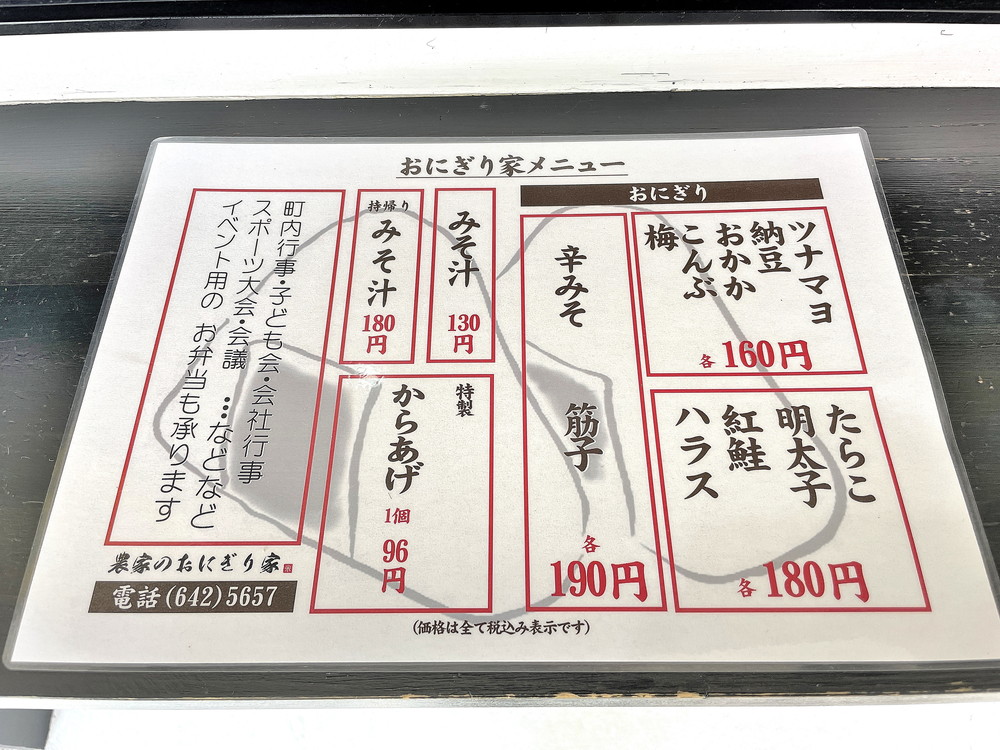 おにぎり家メニュー
おにぎり
ツナマヨ
納豆
おかか
こんぶ
梅
各160円
たらこ
明太子
紅鮭
ハラス
各180円
辛みそ
筋子
各190円
みそ汁
130円
持帰り
みそ汁
180円
特製
からあげ
1個
96円
町内行事・子ども会・会社行事
スポーツ大会・会議 …などなど
イベント用の お弁当も承ります
農家のおにぎり家
電話(642)5657
(価格は全て税込み表示です)